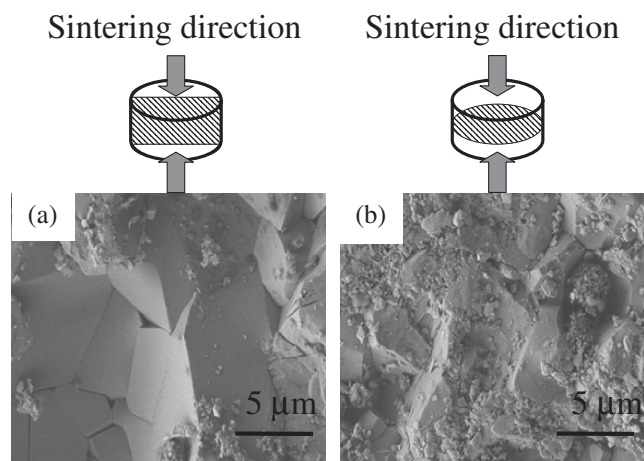 Sintering direction
Sintering direction
(a)
(b)
5 μm
5 μm